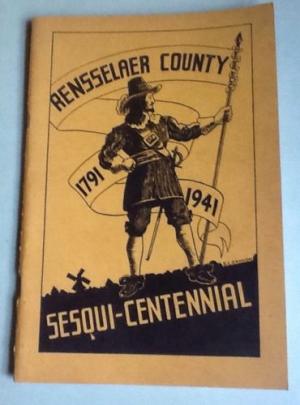 RENSSELAER COUNTY
1791
1941
SESQUI-CENTENNIAL